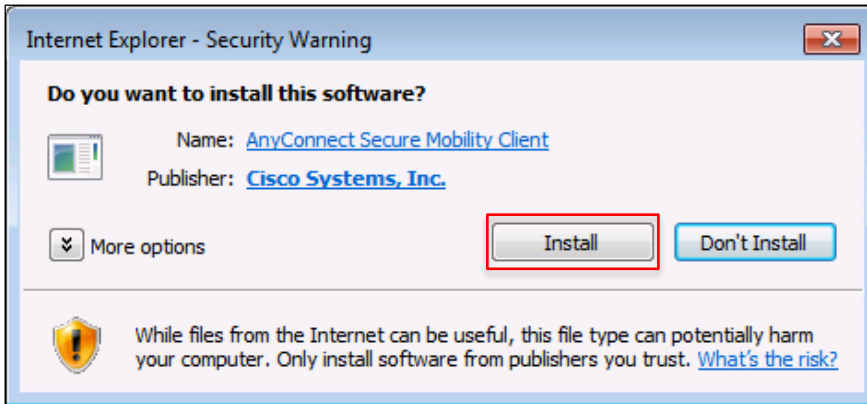 Internet Explorer - Security Warning
Do you want to install this software?
Name: AnyConnect Secure Mobility Client
Publisher: Cisco Systems, Inc.
More options
Install
Don't Install
While files from the Internet can be useful, this file type can potentially harm
your computer. Only install software from publishers you trust. What's the risk?